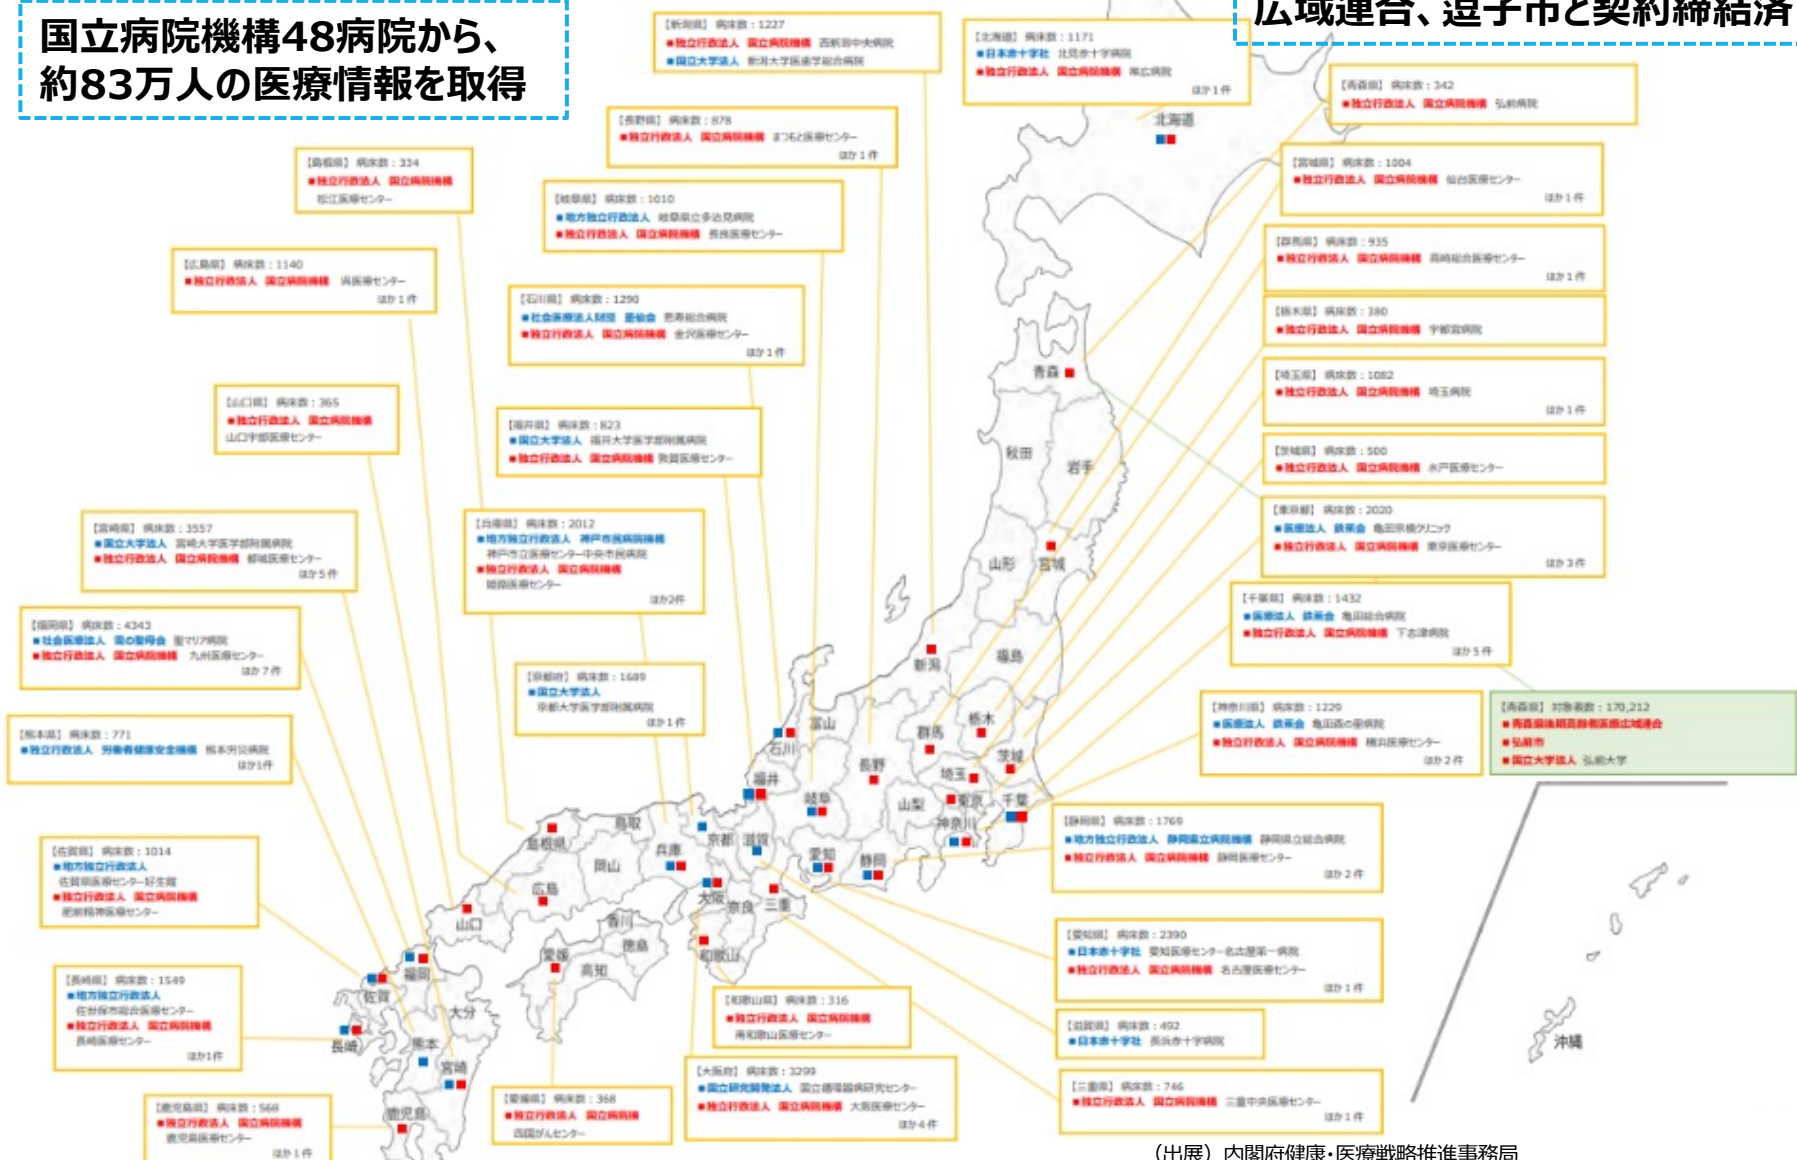 国立病院機構48病院から、
約83万人の医療情報を取得
広域連合、逗子市と契約締結済
【新潟県】 病床数：1227
■独立行政法人 国立病院機構 西新潟中央病院
■国立大学法人 新潟大学医歯学総合病院
【北海道】 病床数：1171
■日本赤十字社 北見赤十字病院
■独立行政法人 国立病院機構 帯広病院
ほか1件
【青森県】 病床数：342
■独立行政法人 国立病院機構 弘前病院
【長野県】 病床数：878
■独立行政法人 国立病院機構 まつもと医療センター
ほか1件
【島根県】 病床数：334
■独立行政法人 国立病院機構
松江医療センター
【宮城県】 病床数：1004
■独立行政法人 国立病院機構 仙台医療センター
ほか1件
【岐阜県】 病床数：1010
■地方独立行政法人 岐阜県立多治見病院
■独立行政法人 国立病院機構 長良医療センター
【群馬県】 病床数：935
■独立行政法人 国立病院機構 高崎総合医療センター
ほか1件
【広島県】 病床数：1140
■独立行政法人 国立病院機構 呉医療センター
ほか1件
【石川県】 病床数：1290
■社会医療法人財団 董仙会 恵寿総合病院
■独立行政法人 国立病院機構 金沢医療センター
ほか1件
【栃木県】 病床数：380
■独立行政法人 国立病院機構 宇都宮病院
【埼玉県】 病床数：1082
■独立行政法人 国立病院機構 埼玉病院
ほか1件
【山口県】 病床数：365
■独立行政法人 国立病院機構
山口宇部医療センター
【福井県】 病床数：823
■国立大学法人 福井大学医学部附属病院
■独立行政法人 国立病院機構 敦賀医療センター
【茨城県】 病床数：500
■独立行政法人 国立病院機構 水戸医療センター
【宮崎県】 病床数：3557
■国立大学法人 宮崎大学医学部附属病院
■独立行政法人 国立病院機構 都城医療センター
ほか5件
【兵庫県】 病床数：2012
■地方独立行政法人 神戸市民病院機構
神戸市立医療センター中央市民病院
■独立行政法人 国立病院機構
姫路医療センター
ほか2件
【東京都】 病床数：2020
■医療法人 鉄蕉会 亀田京橋クリニック
■独立行政法人 国立病院機構 東京医療センター
ほか3件
【千葉県】 病床数：1432
■医療法人 鉄蕉会 亀田総合病院
■独立行政法人 国立病院機構 下志津病院
ほか5件
【福岡県】 病床数：4343
■社会医療法人 雪の聖母会 聖マリア病院
■独立行政法人 国立病院機構 九州医療センター
ほか7件
【京都府】 病床数：1689
■国立大学法人
京都大学医学部附属病院
ほか1件
【神奈川県】 病床数：1229
■医療法人 鉄蕉会 亀田森の里病院
■独立行政法人 国立病院機構 横浜医療センター
ほか2件
【青森県】 対象者数：170,212
■青森県後期高齢者医療広域連合
■弘前市
■国立大学法人 弘前大学
【熊本県】 病床数：771
■独立行政法人 労働者健康安全機構 熊本労災病院
ほか1件
【静岡県】 病床数：1769
■地方独立行政法人 静岡県立病院機構 静岡県立総合病院
■独立行政法人 国立病院機構 静岡医療センター
ほか2件
【佐賀県】 病床数：1014
■地方独立行政法人
佐賀県医療センター好生館
■独立行政法人 国立病院機構
肥前精神医療センター
【愛知県】 病床数：2390
■日本赤十字社 愛知医療センター名古屋第一病院
■独立行政法人 国立病院機構 名古屋医療センター
ほか1件
【長崎県】 病床数：1549
■地方独立行政法人
佐世保市総合医療センター
■独立行政法人 国立病院機構
長崎医療センター
ほか1件
【和歌山県】 病床数：316
■独立行政法人 国立病院機構
南和歌山医療センター
【滋賀県】 病床数：492
■日本赤十字社 長浜赤十字病院
【大阪府】 病床数：3299
■国立研究開発法人 国立循環器病研究センター
■独立行政法人 国立病院機構 大阪医療センター
ほか4件
【三重県】 病床数：746
■独立行政法人 国立病院機構 三重中央医療センター
ほか1件
【愛媛県】 病床数：368
■独立行政法人 国立病院機
四国がんセンター
【鹿児島県】 病床数：568
■独立行政法人 国立病院機構
鹿児島医療センター
ほか1件
北海道
青森
秋田
岩手
山形
宮城
新潟
福島
富山
石川
群馬
栃木
福井
長野
茨城
埼玉
岐阜
山梨
東京
千葉
神奈川
鳥取
島根県
京都
滋賀
兵庫
岡山
愛知
静岡
広島
大阪
奈良
三重
山口
香川
徳島
和歌山
愛媛
高知
福岡
佐賀
大分
長崎
熊本
宮崎
鹿児島
沖縄
（出展）内閣府健康・医療戦略推進事務局